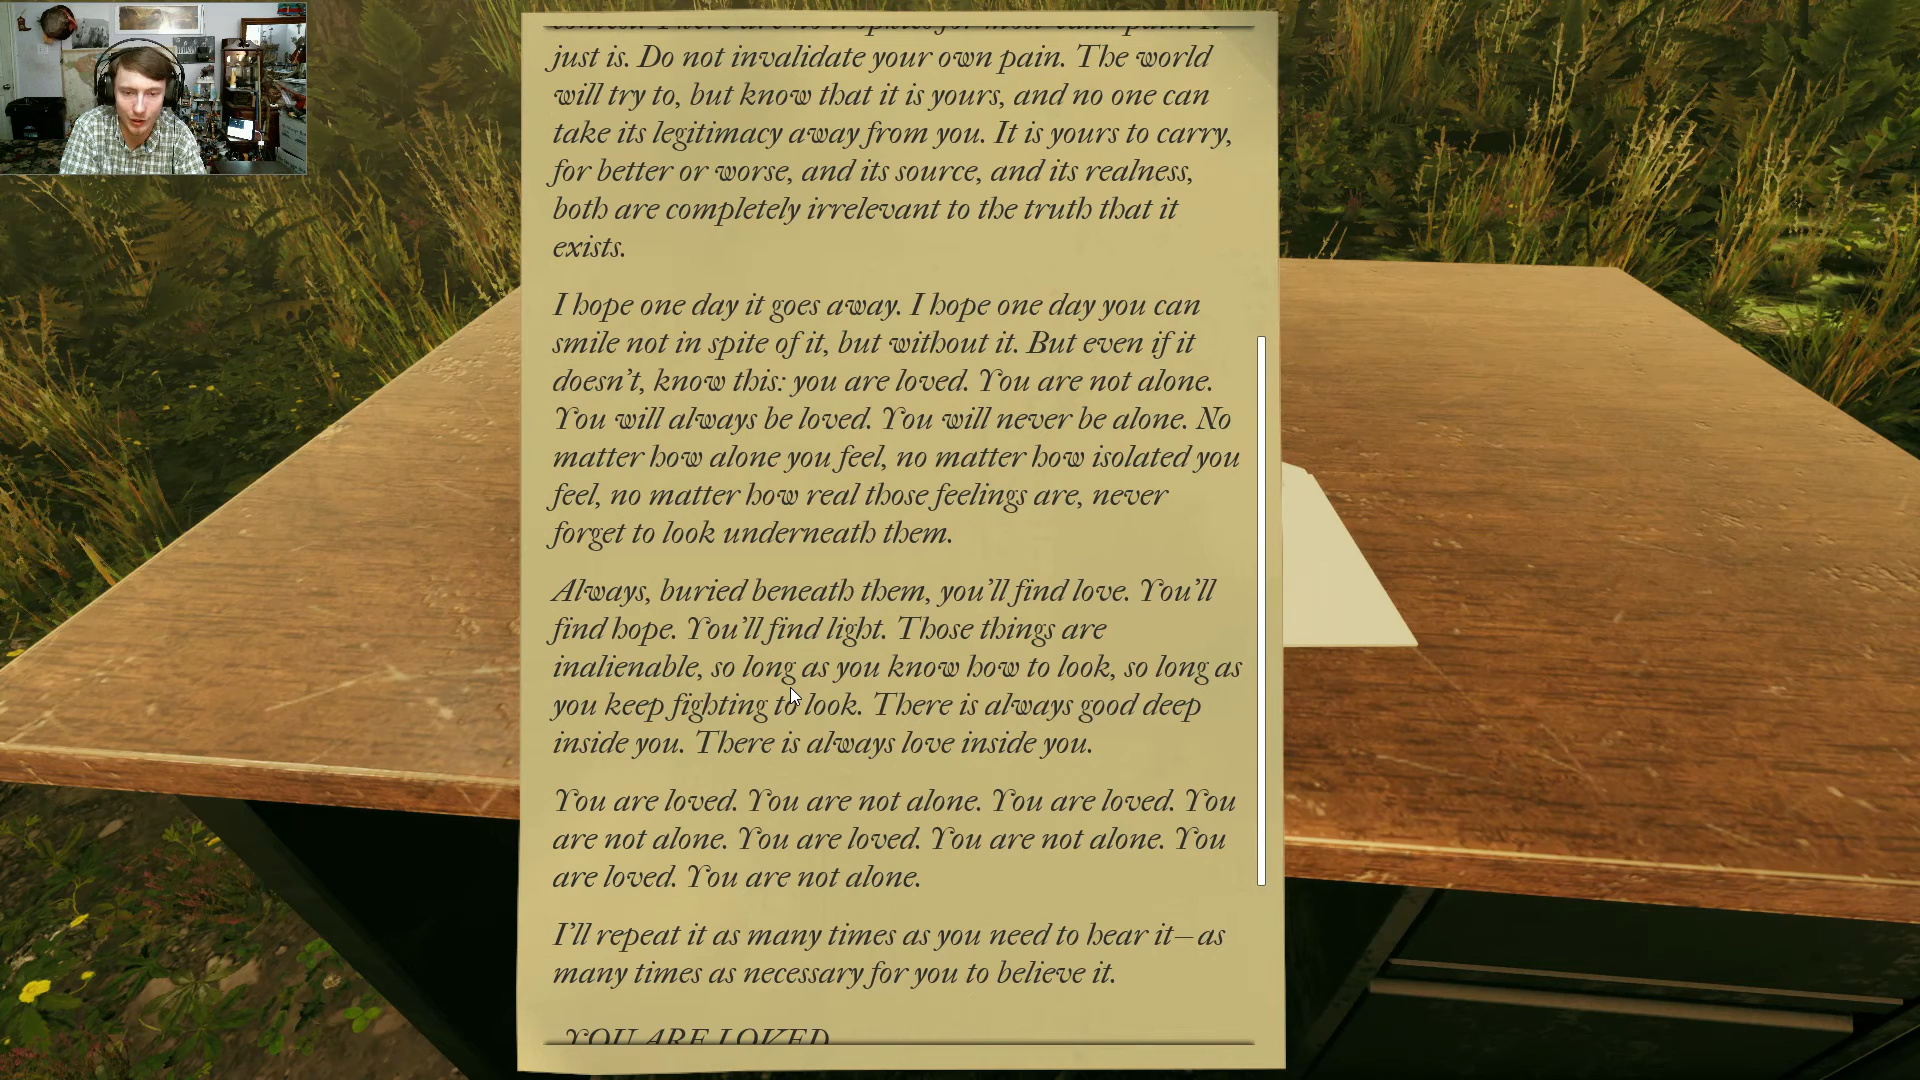 just is. Do not invalidate your own pain. The world
will try to, but know that it is yours, and no one can
take its legitimacy away from you. It is yours to carry,
for better or worse, and its source, and its realness,
both are completely irrelevant to the truth that it
exists.
I hope one day it goes away. I hope one day you can
smile not in spite of it, but without it. But even if it
doesn't, know this: you are loved. You are not alone.
You will always be loved. You will never be alone. No
matter how alone you feel, no matter how isolated you
feel, no matter how real those feelings are, never
forget to look underneath them.
Always, buried beneath them, you'll find love. You'll
find hope. You'll find light. Those things are
inalienable, so long as you know how to look, so long as
you keep fighting to look. There is always good deep
inside you. There is always love inside you.
You are loved. You are not alone. You are loved. You
are not alone. You are loved. You are not alone. You
are loved. You are not alone.
I'll repeat it as many times as you need to hear it—as
many times as necessary for you to believe it.
YOU ARE